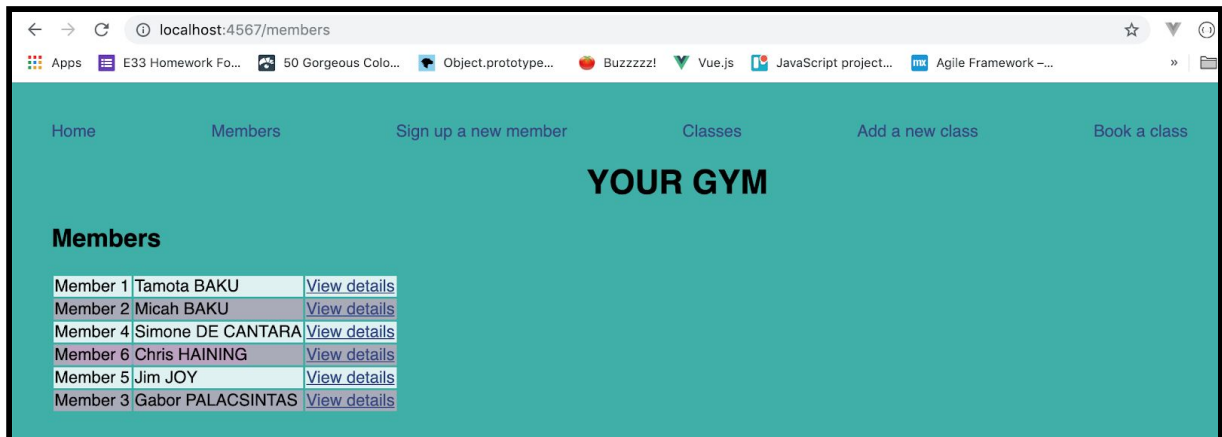 localhost:4567/members
Apps E33 Homework Fo... 50 Gorgeous Colo... Object.prototype... Buzzzzz! Vue.js JavaScript project... mx Agile Framework –... »
Home Members Sign up a new member Classes Add a new class Book a class
YOUR GYM
Members
Member 1 Tamota BAKU View details
Member 2 Micah BAKU View details
Member 4 Simone DE CANTARA View details
Member 6 Chris HAINING View details
Member 5 Jim JOY View details
Member 3 Gabor PALACSINTAS View details